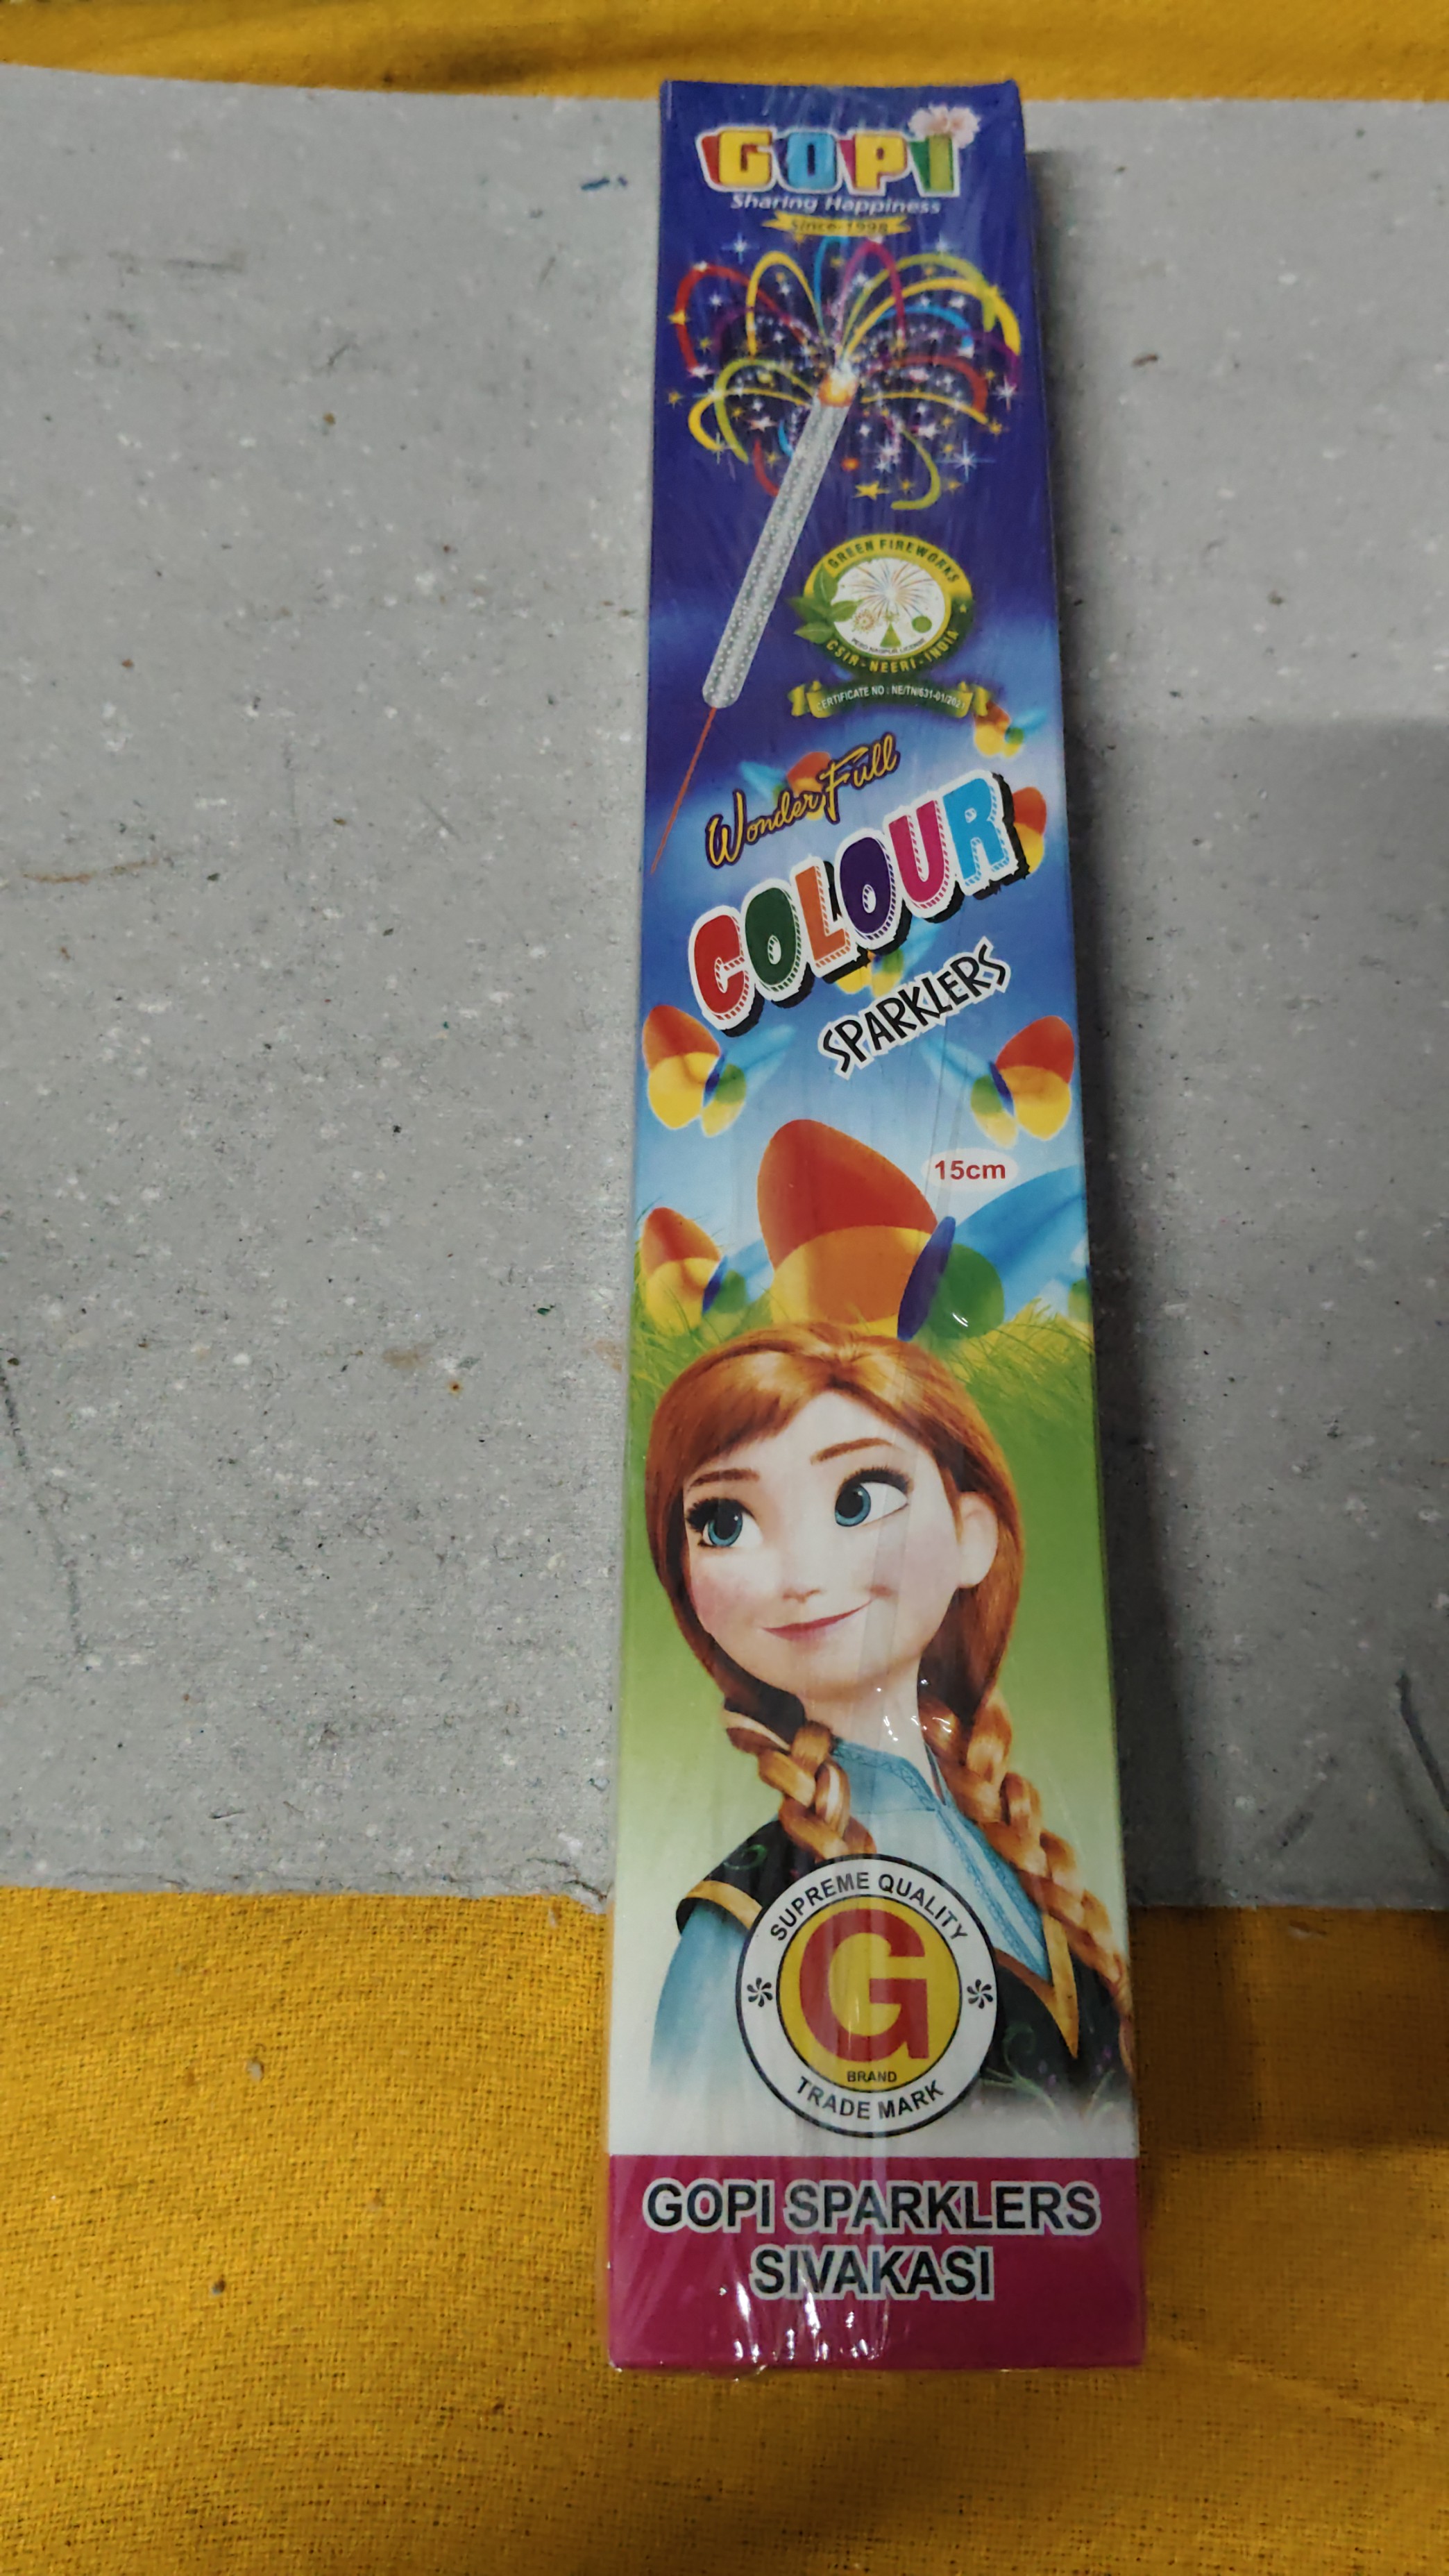 GOPI
Sharing Happiness
Since-1998
GREEN FIREWORKS
CSIR-NEERI-INDIA
Wonder Full
COLOUR
SPARKLERS
15cm
SUPREME QUALITY
G
BRAND
TRADE MARK
GOPI SPARKLERS
SIVAKASI